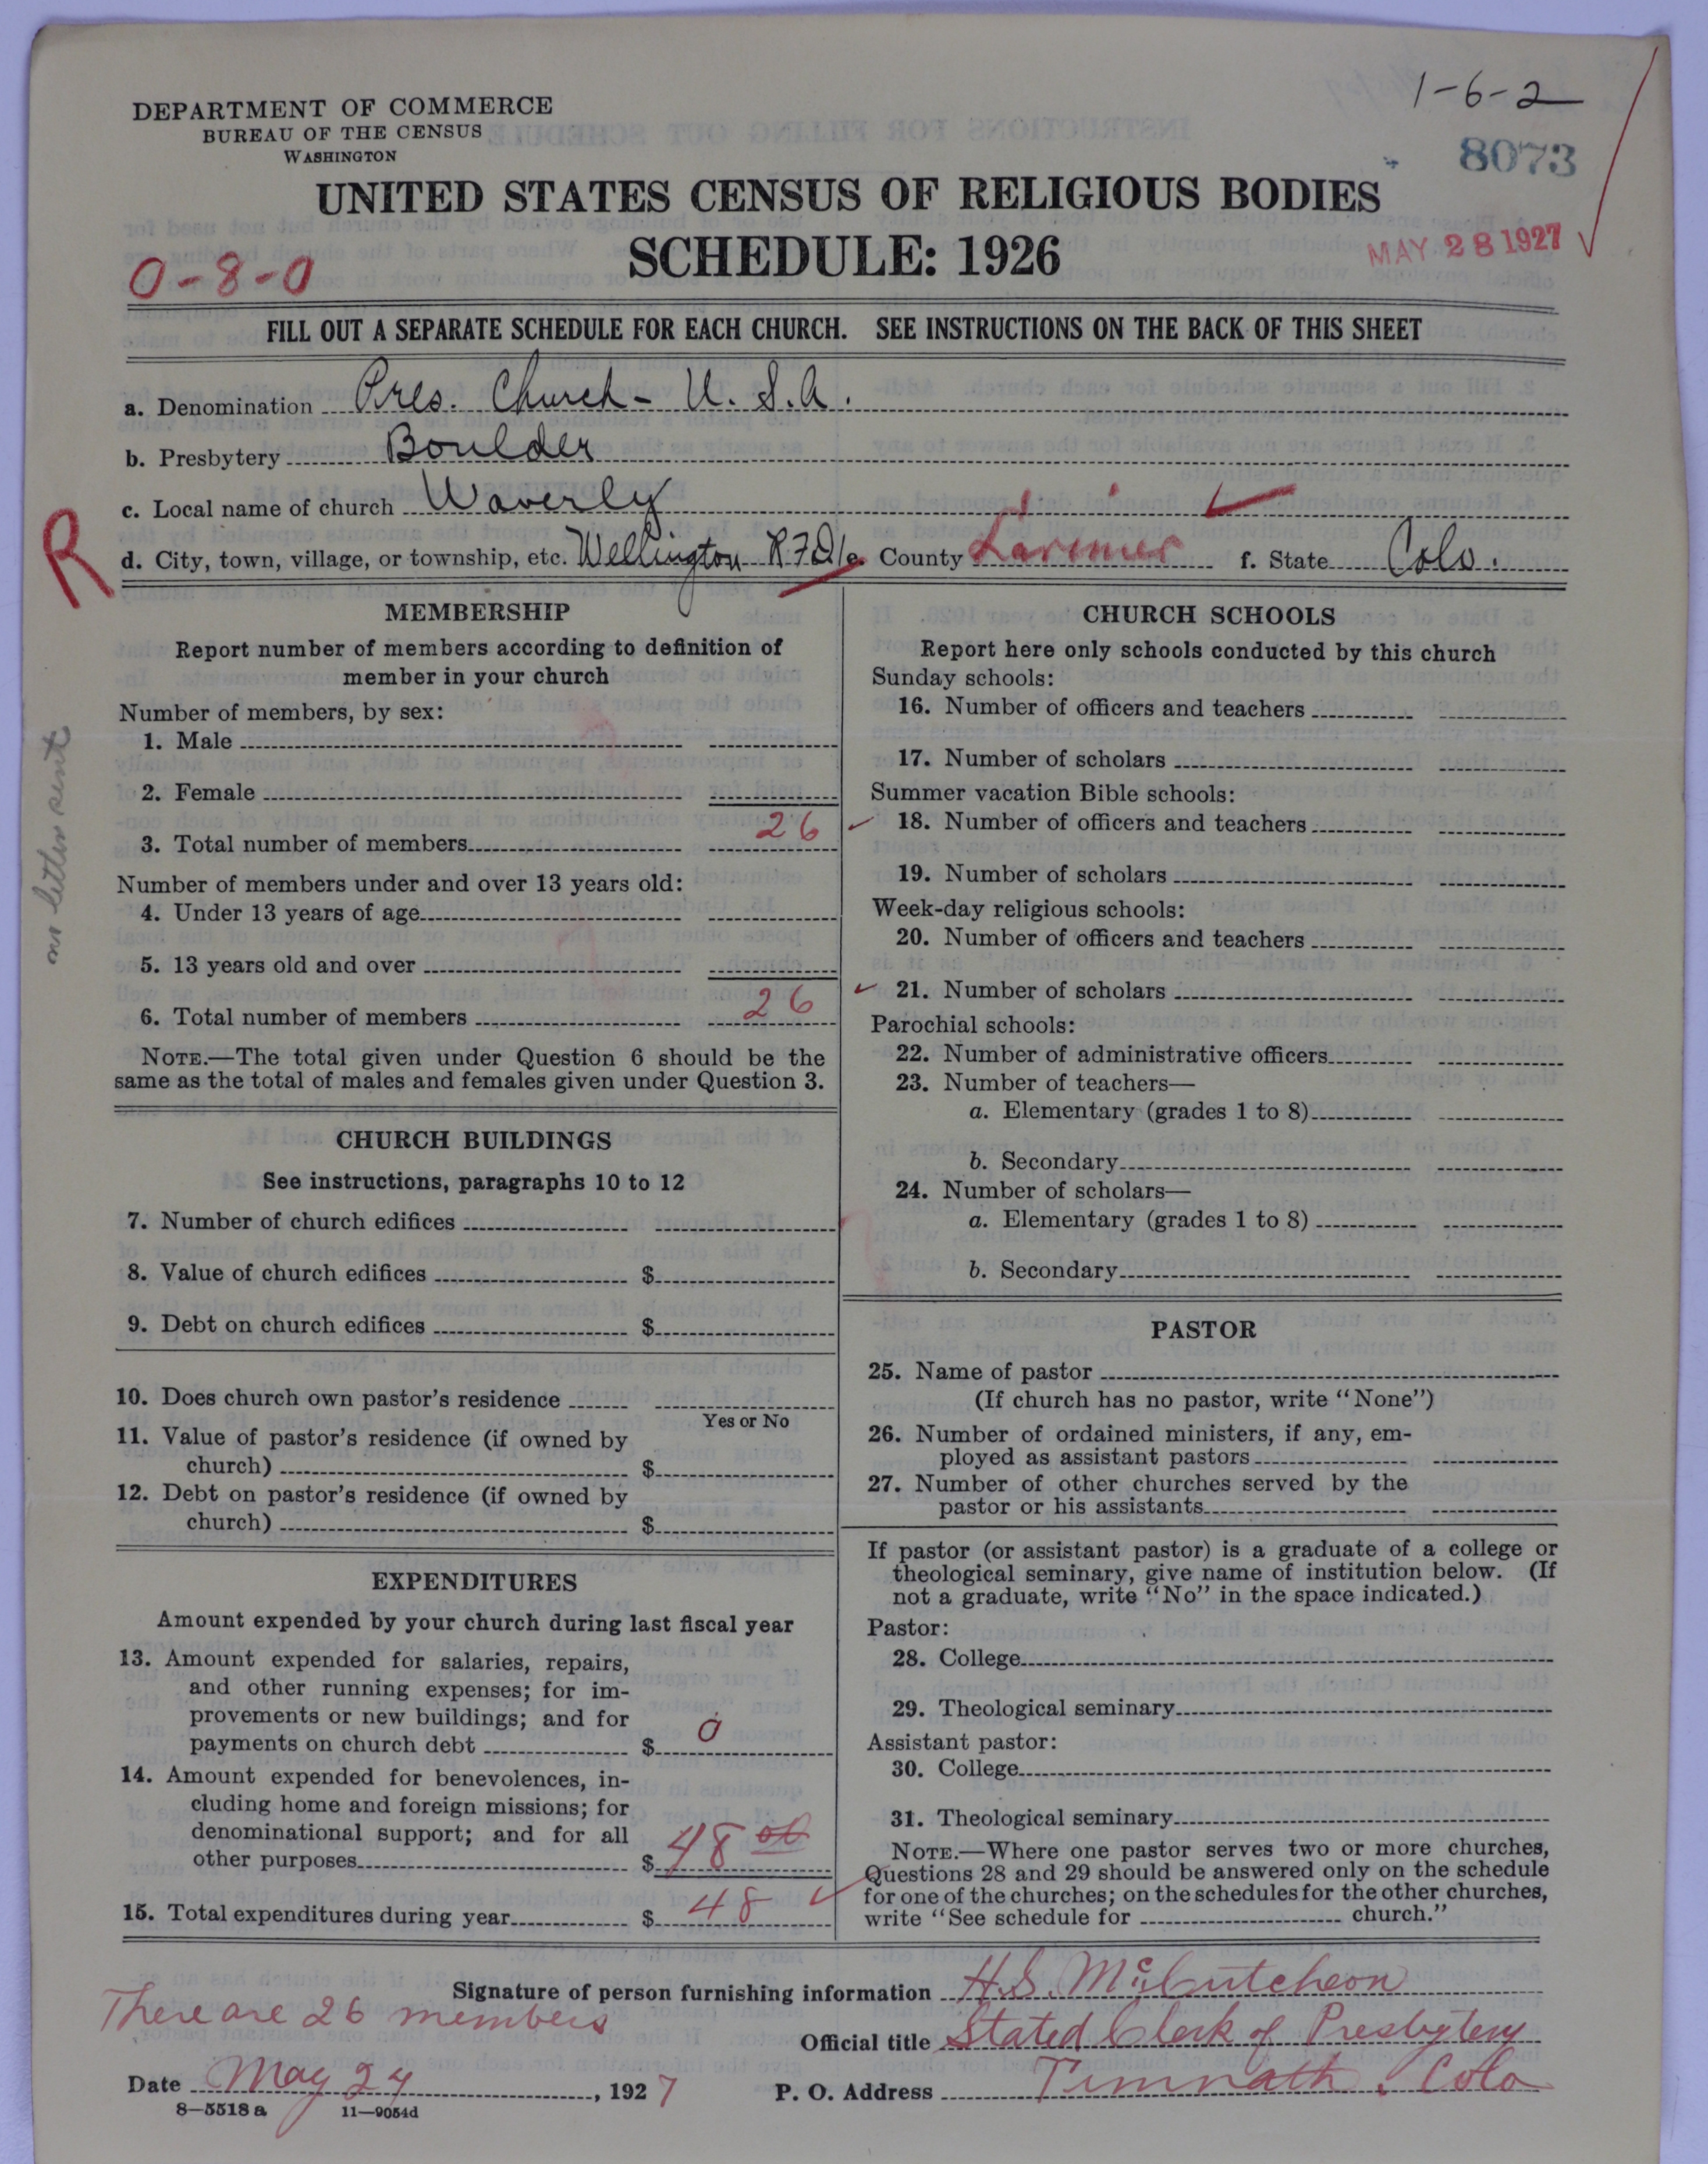 1-6-2
DEPARTMENT OF COMMERCE
BUREAU OF THE CENSUS
WASHINGTON
8073
UNITED STATES CENSUS OF RELIGIOUS BODIES
SCHEDULE: 1926
MAY 28 1927
0-8-0
FILL OUT A SEPARATE SCHEDULE FOR EACH CHURCH. SEE INSTRUCTIONS ON THE BACK OF THIS SHEET
a. Denomination Pres. Church - U.S.A.
b. Presbytery Boulder
c. Local name of church Waverly
R
d. City, town, village, or township, etc. Wellington R.F.D. 1 e. County Larimer f. State Colo.
no letter sent
MEMBERSHIP
Report number of members according to definition of
member in your church
Number of members, by sex:
1. Male
2. Female
3. Total number of members 26
Number of members under and over 13 years old:
4. Under 13 years of age
5. 13 years old and over
6. Total number of members 26
NOTE.—The total given under Question 6 should be the
same as the total of males and females given under Question 3.
CHURCH BUILDINGS
See instructions, paragraphs 10 to 12
7. Number of church edifices
8. Value of church edifices $
9. Debt on church edifices $
10. Does church own pastor's residence
Yes or No
11. Value of pastor's residence (if owned by
church) $
12. Debt on pastor's residence (if owned by
church) $
EXPENDITURES
Amount expended by your church during last fiscal year
13. Amount expended for salaries, repairs,
and other running expenses; for im-
provements or new buildings; and for
payments on church debt $ 0
14. Amount expended for benevolences, in-
cluding home and foreign missions; for
denominational support; and for all
other purposes $ 48 00
15. Total expenditures during year $ 48
CHURCH SCHOOLS
Report here only schools conducted by this church
Sunday schools:
16. Number of officers and teachers
17. Number of scholars
Summer vacation Bible schools:
18. Number of officers and teachers
19. Number of scholars
Week-day religious schools:
20. Number of officers and teachers
21. Number of scholars
Parochial schools:
22. Number of administrative officers
23. Number of teachers—
a. Elementary (grades 1 to 8)
b. Secondary
24. Number of scholars—
a. Elementary (grades 1 to 8)
b. Secondary
PASTOR
25. Name of pastor
(If church has no pastor, write "None")
26. Number of ordained ministers, if any, em-
ployed as assistant pastors
27. Number of other churches served by the
pastor or his assistants
If pastor (or assistant pastor) is a graduate of a college or
theological seminary, give name of institution below. (If
not a graduate, write "No" in the space indicated.)
Pastor:
28. College
29. Theological seminary
Assistant pastor:
30. College
31. Theological seminary
NOTE.—Where one pastor serves two or more churches,
Questions 28 and 29 should be answered only on the schedule
for one of the churches; on the schedules for the other churches,
write "See schedule for church."
Signature of person furnishing information H.S. McCutcheon
There are 26 members
Official title Stated Clerk of Presbytery
Date May 24, 1927 P. O. Address Timnath, Colo
8-5518 a 11-9054d